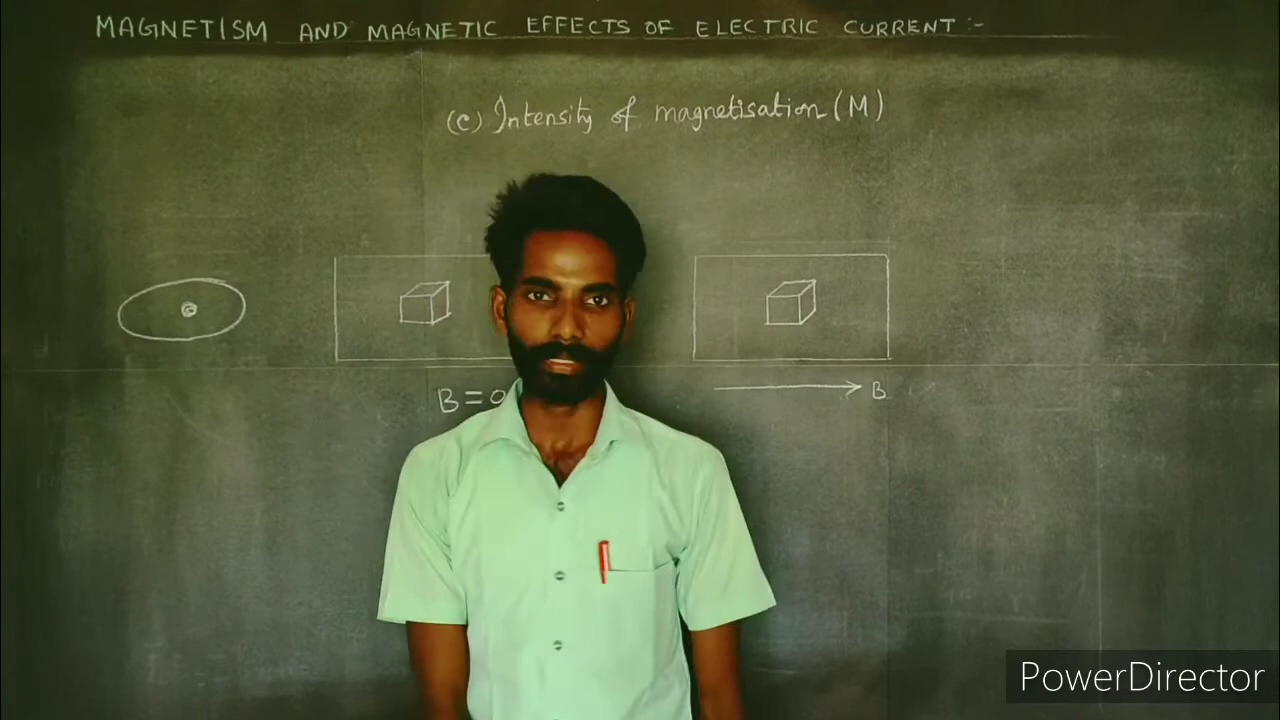 MAGNETISM AND MAGNETIC EFFECTS OF ELECTRIC CURRENT :-
(c) Intensity of magnetisation (M)
B = 0
B
PowerDirector